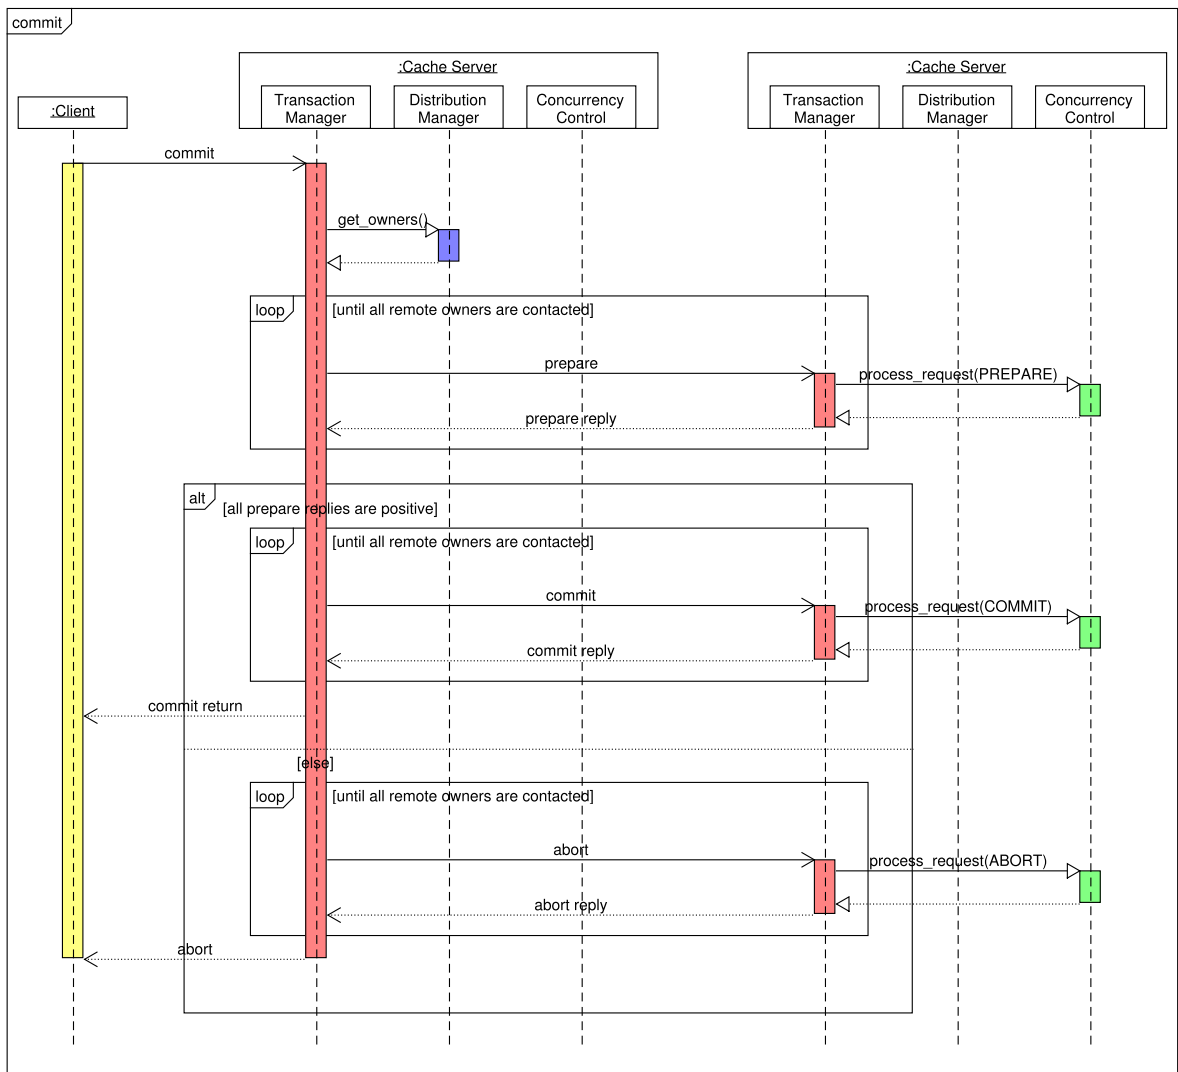 commit
:Cache Server
:Cache Server
:Client
Transaction
Manager
Distribution
Manager
Concurrency
Control
Transaction
Manager
Distribution
Manager
Concurrency
Control
commit
get_owners()
loop
[until all remote owners are contacted]
prepare
process_request(PREPARE)
prepare reply
alt
[all prepare replies are positive]
loop
[until all remote owners are contacted]
commit
process_request(COMMIT)
commit reply
commit return
[else]
loop
[until all remote owners are contacted]
abort
process_request(ABORT)
abort reply
abort